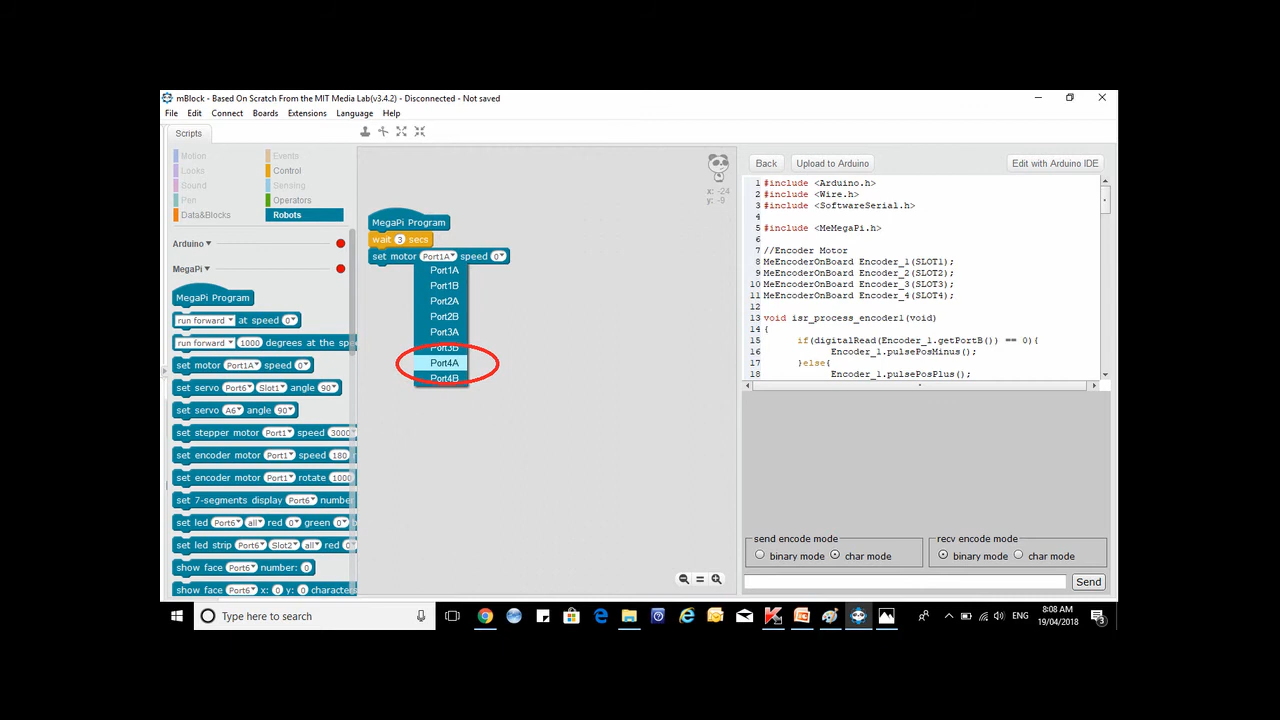 mBlock - Based On Scratch From the MIT Media Lab(v3.4.2) - Disconnected - Not saved
File Edit Connect Boards Extensions Language Help
Scripts
Motion Events
Looks Control
Sound Sensing
Pen Operators
Data&Blocks Robots
Arduino
MegaPi
MegaPi Program
run forward at speed 0
run forward 1000 degrees at the spee
set motor Port1A speed 0
set servo Port6 Slot1 angle 90
set servo A6 angle 90
set stepper motor Port1 speed 3000
set encoder motor Port1 speed 180
set encoder motor Port1 rotate 1000
set 7-segments display Port6 number
set led Port6 all red 0 green 0 b
set led strip Port6 Slot2 all red 0
show face Port6 number: 0
show face Port6 x: 0 y: 0 characters
x: -24
y: -9
MegaPi Program
wait 3 secs
set motor Port1A speed 0
Port1A
Port1B
Port2A
Port2B
Port3A
Port3B
Port4A
Port4B
Back Upload to Arduino Edit with Arduino IDE
1 #include <Arduino.h>
2 #include <Wire.h>
3 #include <SoftwareSerial.h>
4
5 #include <MeMegaPi.h>
6
7 //Encoder Motor
8 MeEncoderOnBoard Encoder_1(SLOT1);
9 MeEncoderOnBoard Encoder_2(SLOT2);
10 MeEncoderOnBoard Encoder_3(SLOT3);
11 MeEncoderOnBoard Encoder_4(SLOT4);
12
13 void isr_process_encoder1(void)
14 {
15 if(digitalRead(Encoder_1.getPortB()) == 0){
16 Encoder_1.pulsePosMinus();
17 }else{
18 Encoder_1.pulsePosPlus();
send encode mode
binary mode char mode
recv encode mode
binary mode char mode
Send
Type here to search
ENG
8:08 AM
19/04/2018
3